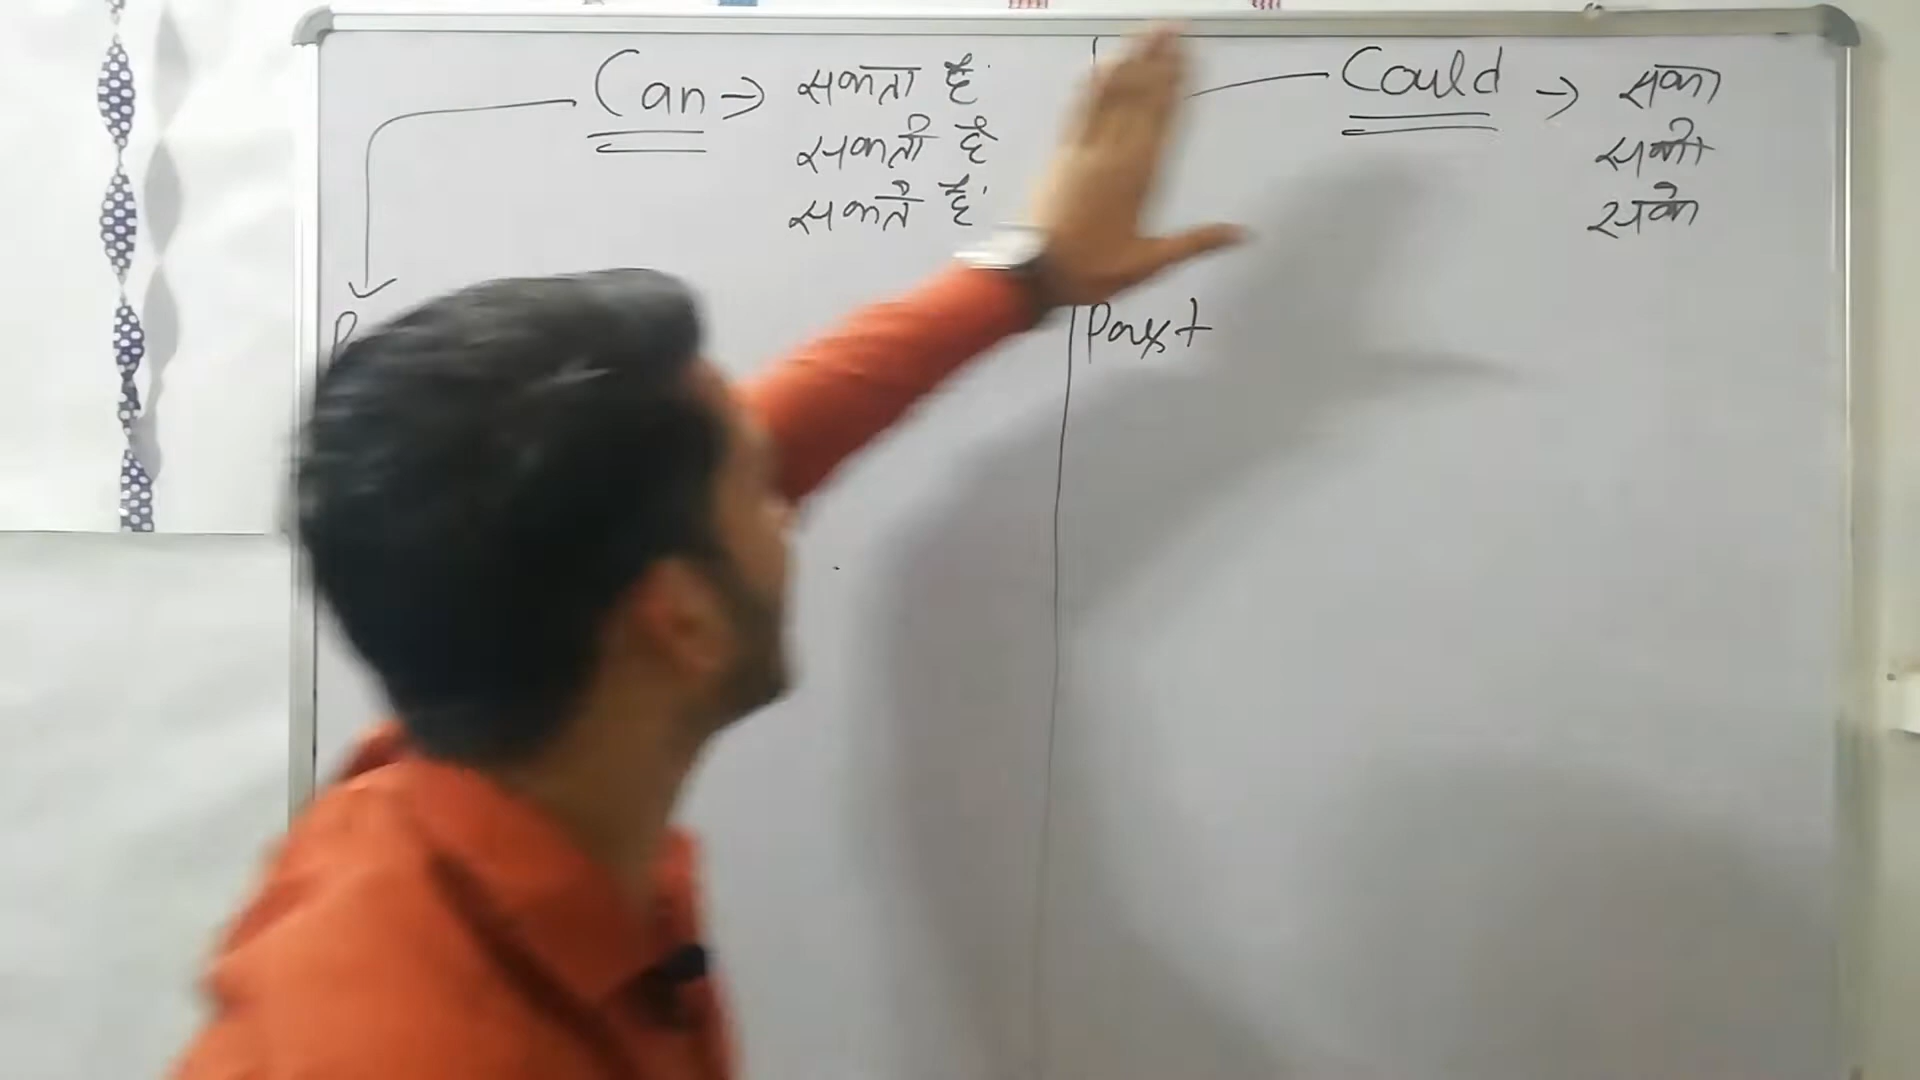 Can → सकता है
सकती है
सकते हैं
Could → सका
सकी
सके
Past